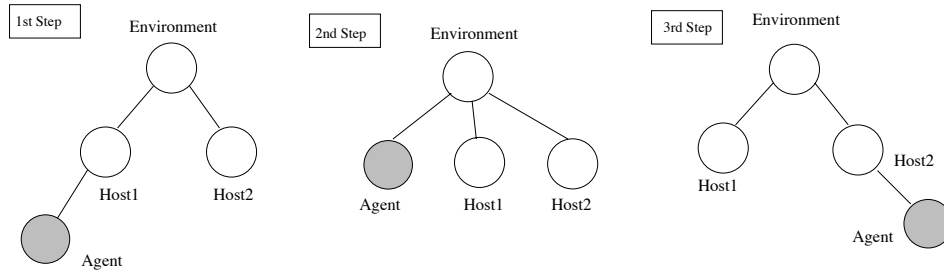 1st Step
Environment
Host1
Host2
Agent
2nd Step
Environment
Agent
Host1
Host2
3rd Step
Environment
Host1
Host2
Agent